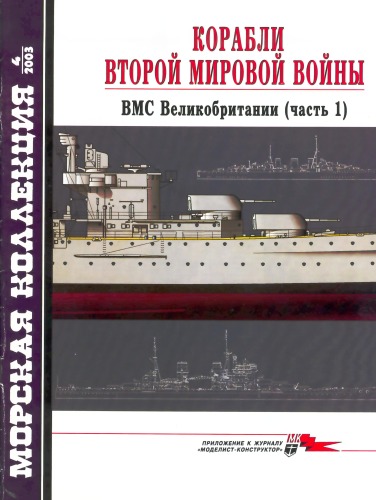 КОРАБЛИ
ВТОРОЙ МИРОВОЙ ВОЙНЫ
ВМС Великобритании (часть 1)
4
2003
МОРСКАЯ КОЛЛЕКЦИЯ
ПРИЛОЖЕНИЕ К ЖУРНАЛУ
«МОДЕЛИСТ-КОНСТРУКТОР»
МК